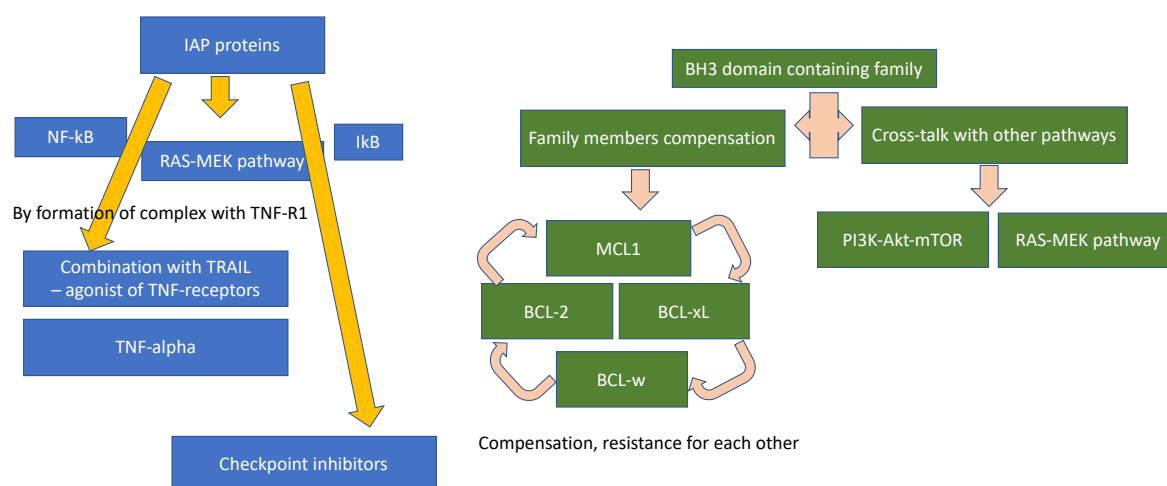 IAP proteins
NF-kB
IkB
RAS-MEK pathway
By formation of complex with TNF-R1
Combination with TRAIL
– agonist of TNF-receptors
TNF-alpha
Checkpoint inhibitors
BH3 domain containing family
Family members compensation
Cross-talk with other pathways
MCL1
BCL-2
BCL-xL
BCL-w
PI3K-Akt-mTOR
RAS-MEK pathway
Compensation, resistance for each other